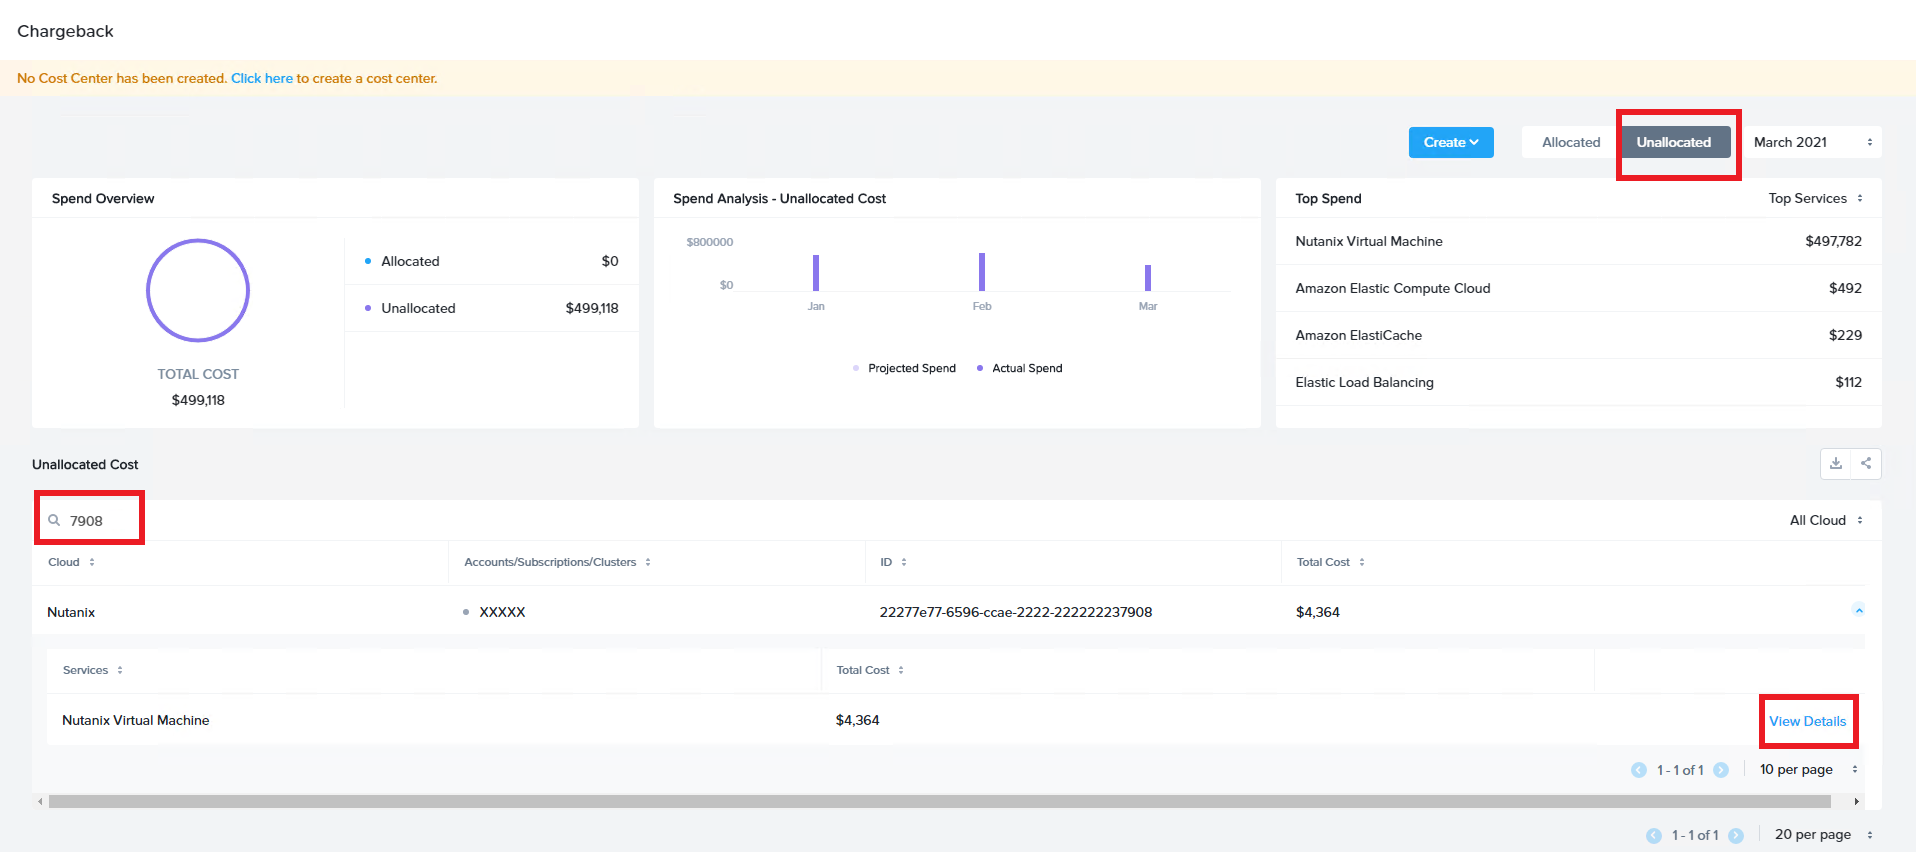 Chargeback
No Cost Center has been created. Click here to create a cost center.
Create
Allocated
Unallocated
March 2021
Spend Overview
Allocated $0
Unallocated $499,118
TOTAL COST
$499,118
Spend Analysis - Unallocated Cost
$800000
$0
Jan Feb Mar
Projected Spend Actual Spend
Top Spend Top Services
Nutanix Virtual Machine $497,782
Amazon Elastic Compute Cloud $492
Amazon ElastiCache $229
Elastic Load Balancing $112
Unallocated Cost
7908 All Cloud
Cloud Accounts/Subscriptions/Clusters ID Total Cost
Nutanix XXXXX 22277e77-6596-ccae-2222-222222237908 $4,364
Services Total Cost
Nutanix Virtual Machine $4,364 View Details
1 - 1 of 1 10 per page
1 - 1 of 1 20 per page